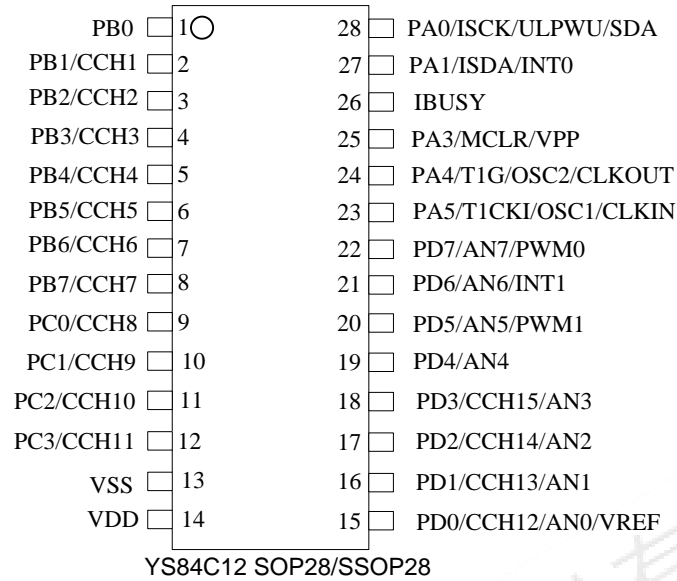 PB0 1 28 PA0/ISCK/ULPWU/SDA
PB1/CCH1 2 27 PA1/ISDA/INT0
PB2/CCH2 3 26 IBUSY
PB3/CCH3 4 25 PA3/MCLR/VPP
PB4/CCH4 5 24 PA4/T1G/OSC2/CLKOUT
PB5/CCH5 6 23 PA5/T1CKI/OSC1/CLKIN
PB6/CCH6 7 22 PD7/AN7/PWM0
PB7/CCH7 8 21 PD6/AN6/INT1
PC0/CCH8 9 20 PD5/AN5/PWM1
PC1/CCH9 10 19 PD4/AN4
PC2/CCH10 11 18 PD3/CCH15/AN3
PC3/CCH11 12 17 PD2/CCH14/AN2
VSS 13 16 PD1/CCH13/AN1
VDD 14 15 PD0/CCH12/AN0/VREF
YS84C12 SOP28/SSOP28